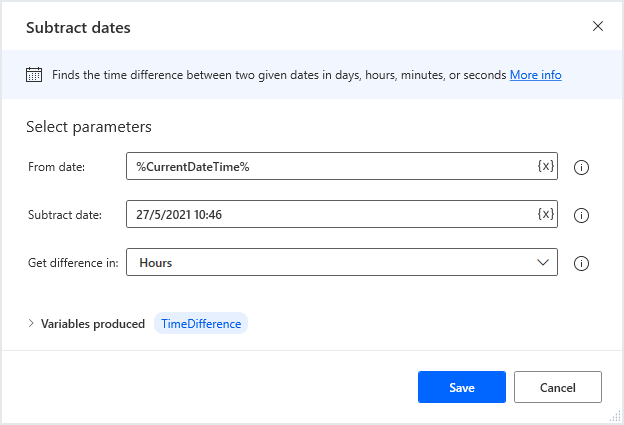 Subtract dates
Finds the time difference between two given dates in days, hours, minutes, or seconds More info
Select parameters
From date: %CurrentDateTime% {x}
Subtract date: 27/5/2021 10:46 {x}
Get difference in: Hours
Variables produced TimeDifference
Save Cancel